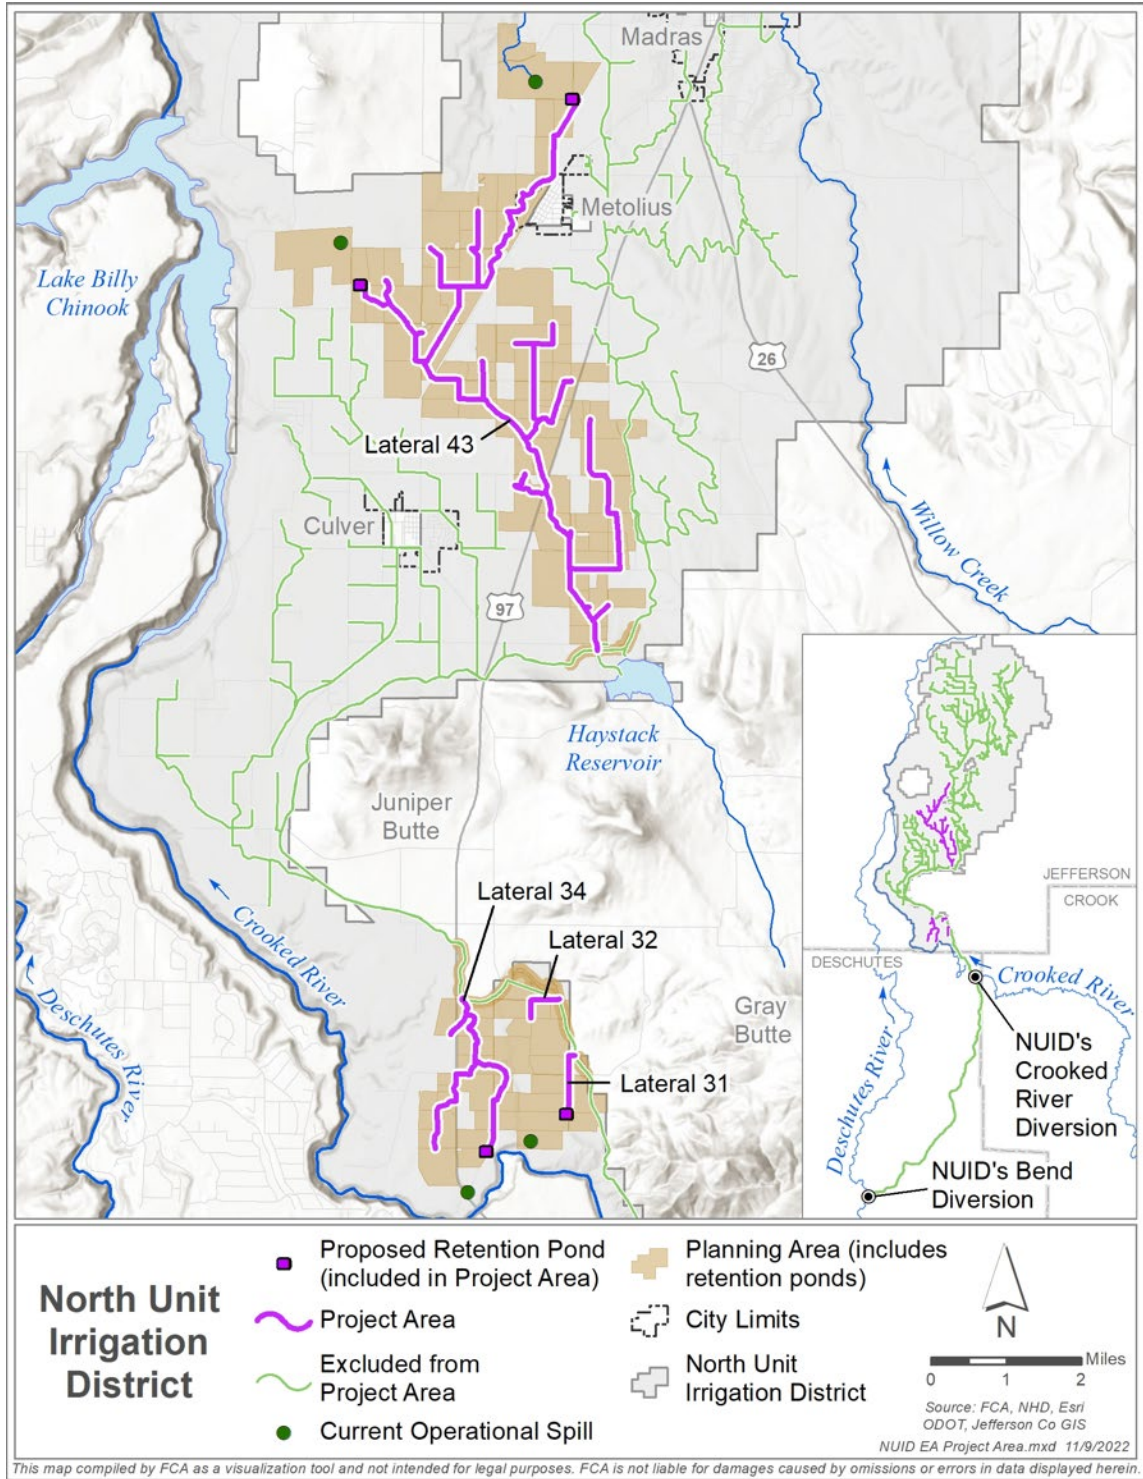 Madras
Metolius
Lake Billy
Chinook
26
Lateral 43
Culver
Willow Creek
97
Haystack
Reservoir
Juniper
Butte
Lateral 34
Crooked River
Lateral 32
Deschutes River
Gray
Butte
Lateral 31
JEFFERSON
CROOK
DESCHUTES
Crooked River
Deschutes River
NUID's
Crooked
River
Diversion
NUID's Bend
Diversion
North Unit
Irrigation
District
Proposed Retention Pond
(included in Project Area)
Project Area
Excluded from
Project Area
Current Operational Spill
Planning Area (includes
retention ponds)
City Limits
North Unit
Irrigation District
N
Miles
0 1 2
Source: FCA, NHD, Esri
ODOT, Jefferson Co GIS
NUID EA Project Area.mxd 11/9/2022
This map compiled by FCA as a visualization tool and not intended for legal purposes. FCA is not liable for damages caused by omissions or errors in data displayed herein